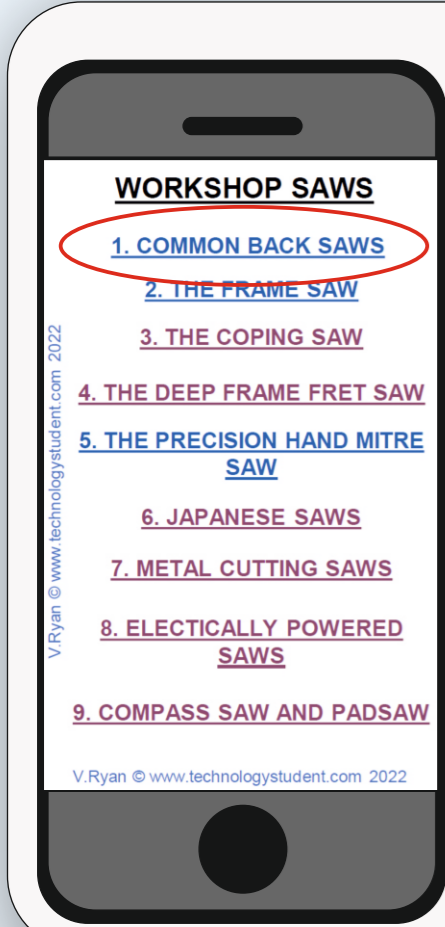 WORKSHOP SAWS
1. COMMON BACK SAWS
2. THE FRAME SAW
3. THE COPING SAW
4. THE DEEP FRAME FRET SAW
5. THE PRECISION HAND MITRE
SAW
6. JAPANESE SAWS
7. METAL CUTTING SAWS
8. ELECTICALLY POWERED
SAWS
9. COMPASS SAW AND PADSAW
V.Ryan © www.technologystudent.com 2022
V.Ryan © www.technologystudent.com 2022